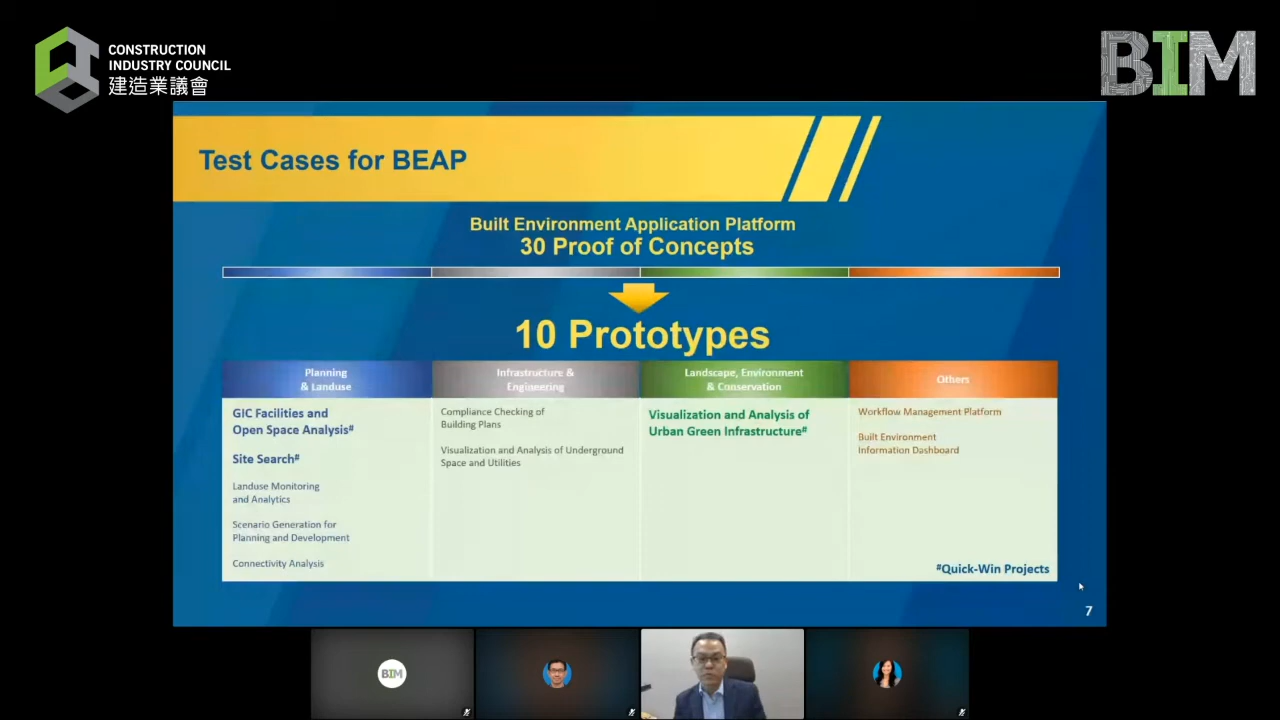 CONSTRUCTION
INDUSTRY COUNCIL
建造業議會
BIM
Test Cases for BEAP
Built Environment Application Platform
30 Proof of Concepts
10 Prototypes
Planning
& Landuse
GIC Facilities and
Open Space Analysis#
Site Search#
Landuse Monitoring
and Analytics
Scenario Generation for
Planning and Development
Connectivity Analysis
Infrastructure &
Engineering
Compliance Checking of
Building Plans
Visualization and Analysis of Underground
Space and Utilities
Landscape, Environment
& Conservation
Visualization and Analysis of
Urban Green Infrastructure#
Others
Workflow Management Platform
Built Environment
Information Dashboard
#Quick-Win Projects
7
BIM